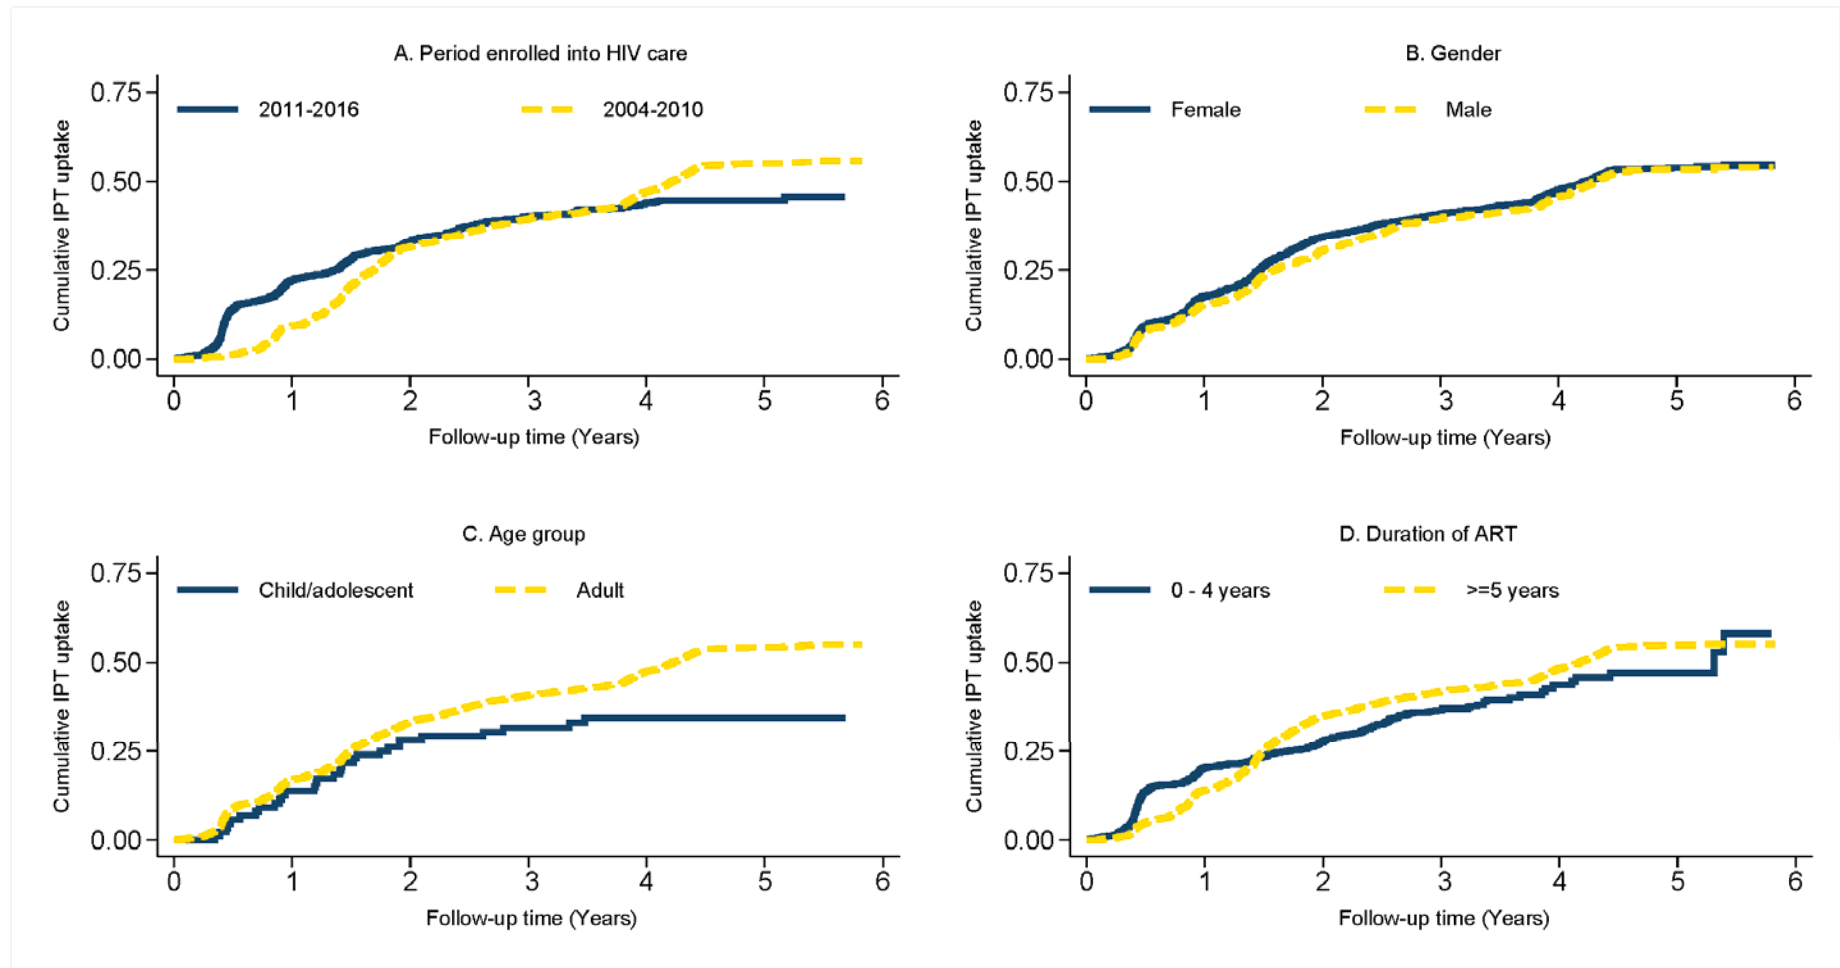 A. Period enrolled into HIV care
Cumulative IPT uptake
0.75
0.50
0.25
0.00
2011-2016 2004-2010
0 1 2 3 4 5 6
Follow-up time (Years)
B. Gender
Cumulative IPT uptake
0.75
0.50
0.25
0.00
Female Male
0 1 2 3 4 5 6
Follow-up time (Years)
C. Age group
Cumulative IPT uptake
0.75
0.50
0.25
0.00
Child/adolescent Adult
0 1 2 3 4 5 6
Follow-up time (Years)
D. Duration of ART
Cumulative IPT uptake
0.75
0.50
0.25
0.00
0 - 4 years >=5 years
0 1 2 3 4 5 6
Follow-up time (Years)